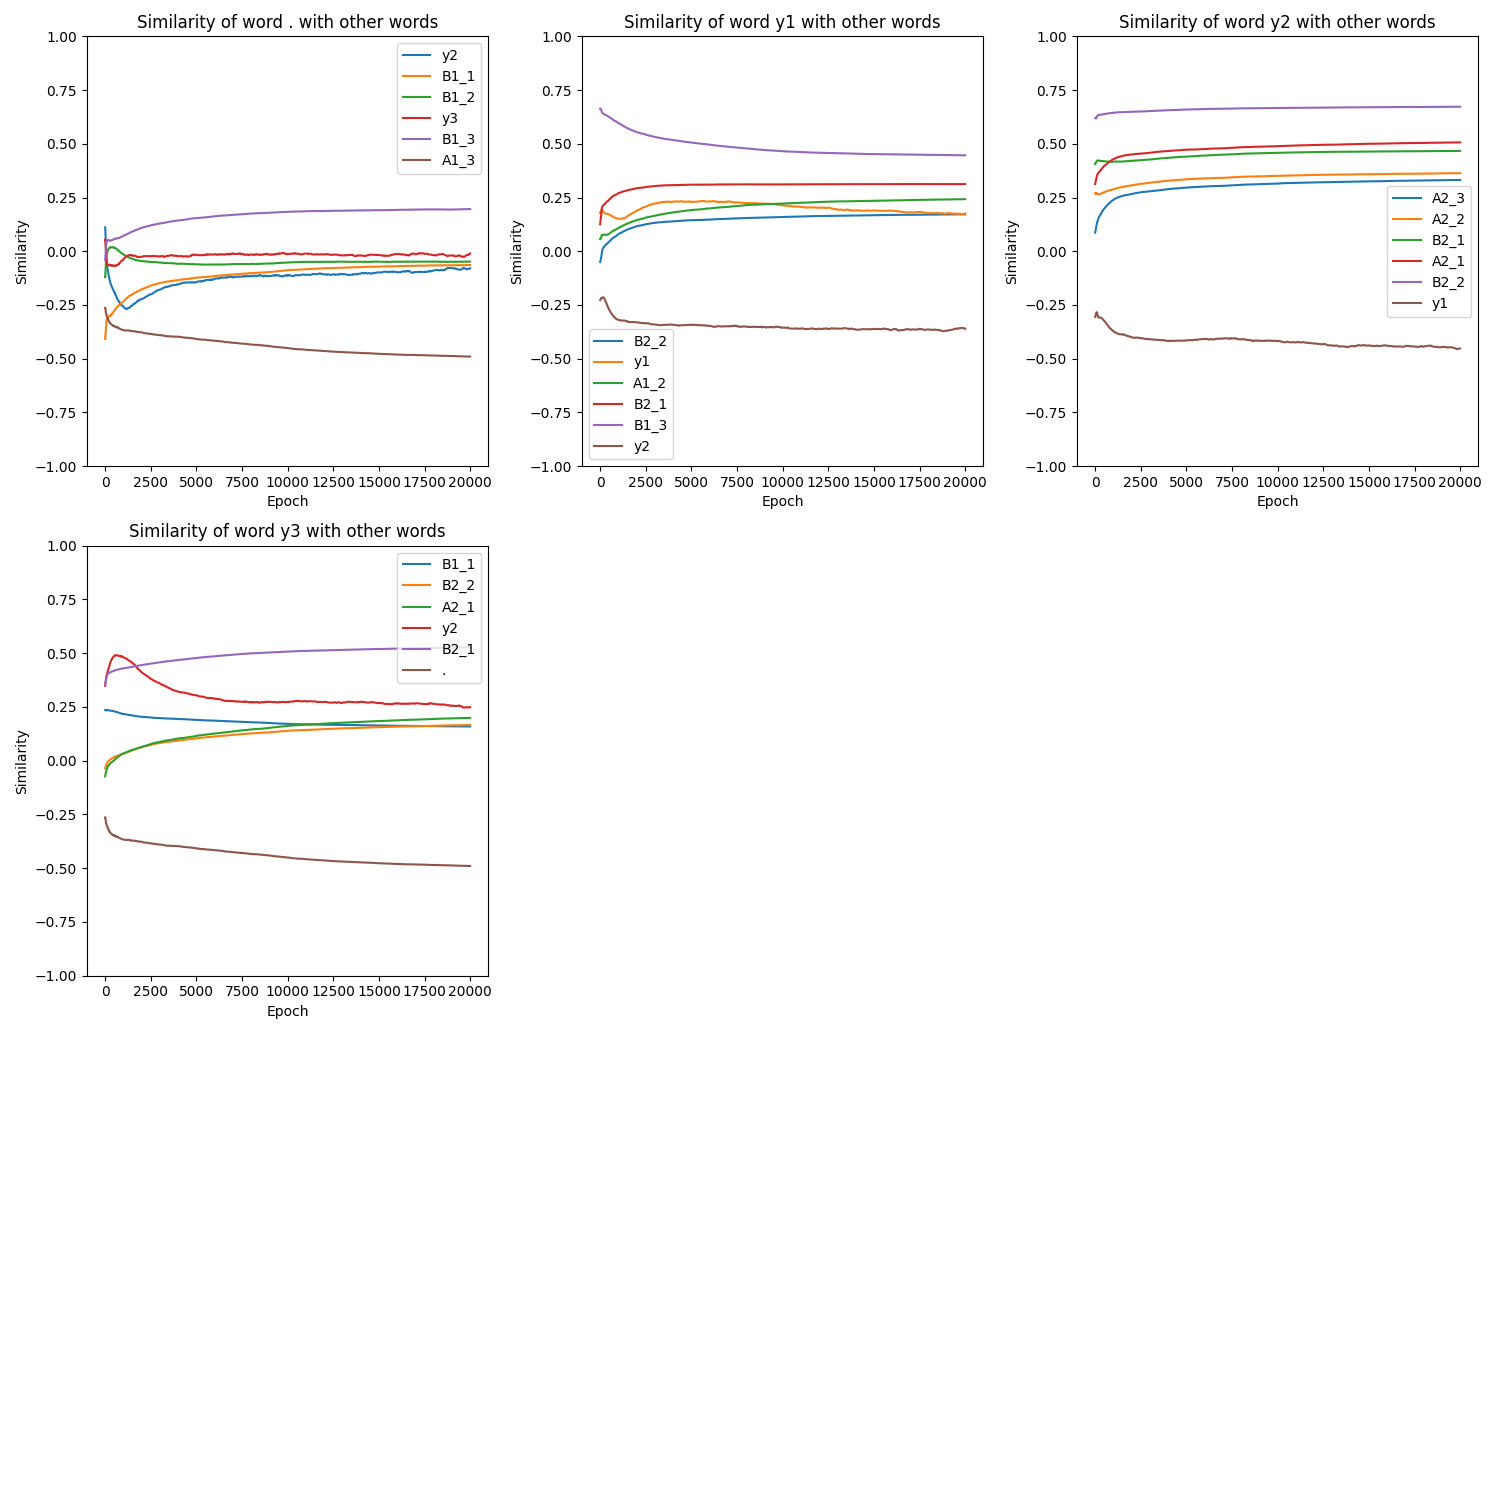 Similarity of word . with other words
1.00
0.75
0.50
0.25
0.00
−0.25
−0.50
−0.75
−1.00
Similarity
y2
B1_1
B1_2
y3
B1_3
A1_3
0 2500 5000 7500 10000 12500 15000 17500 20000
Epoch
Similarity of word y1 with other words
1.00
0.75
0.50
0.25
0.00
−0.25
−0.50
−0.75
−1.00
Similarity
B2_2
y1
A1_2
B2_1
B1_3
y2
0 2500 5000 7500 10000 12500 15000 17500 20000
Epoch
Similarity of word y2 with other words
1.00
0.75
0.50
0.25
0.00
−0.25
−0.50
−0.75
−1.00
Similarity
A2_3
A2_2
B2_1
A2_1
B2_2
y1
0 2500 5000 7500 10000 12500 15000 17500 20000
Epoch
Similarity of word y3 with other words
1.00
0.75
0.50
0.25
0.00
−0.25
−0.50
−0.75
−1.00
Similarity
B1_1
B2_2
A2_1
y2
B2_1
.
0 2500 5000 7500 10000 12500 15000 17500 20000
Epoch